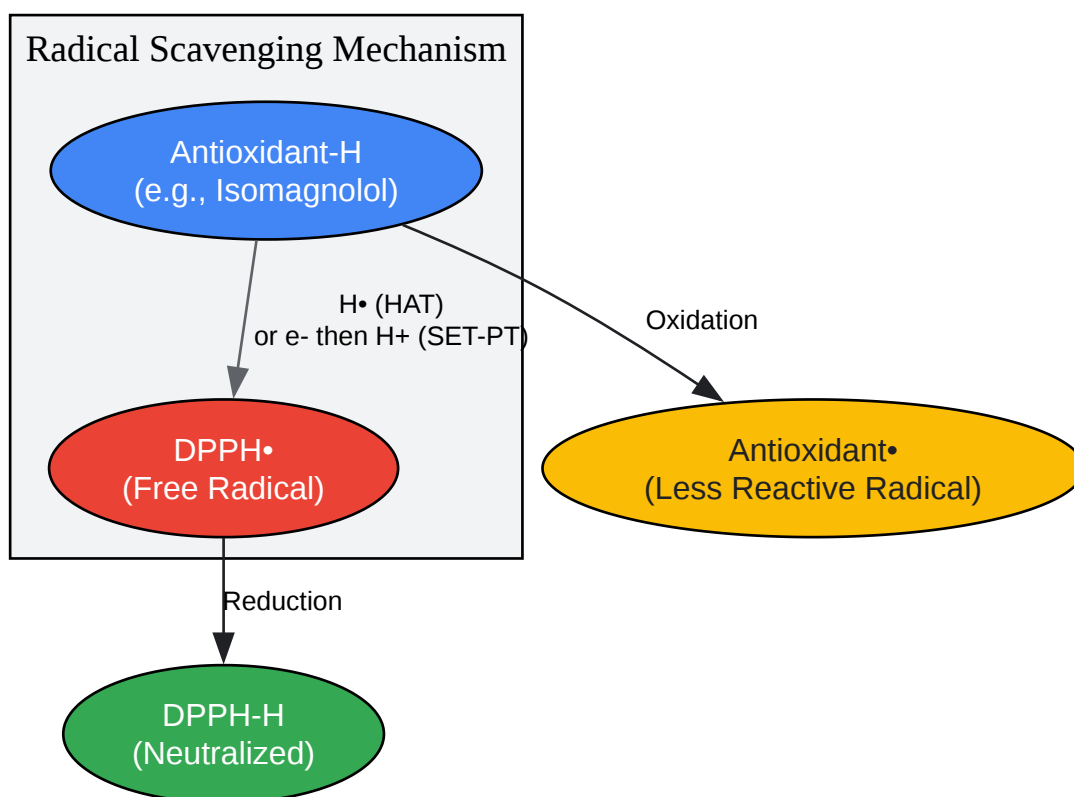 Radical Scavenging Mechanism
Antioxidant-H
(e.g., Isomagnolol)
H• (HAT)
or e- then H+ (SET-PT)
Oxidation
DPPH•
(Free Radical)
Antioxidant•
(Less Reactive Radical)
Reduction
DPPH-H
(Neutralized)